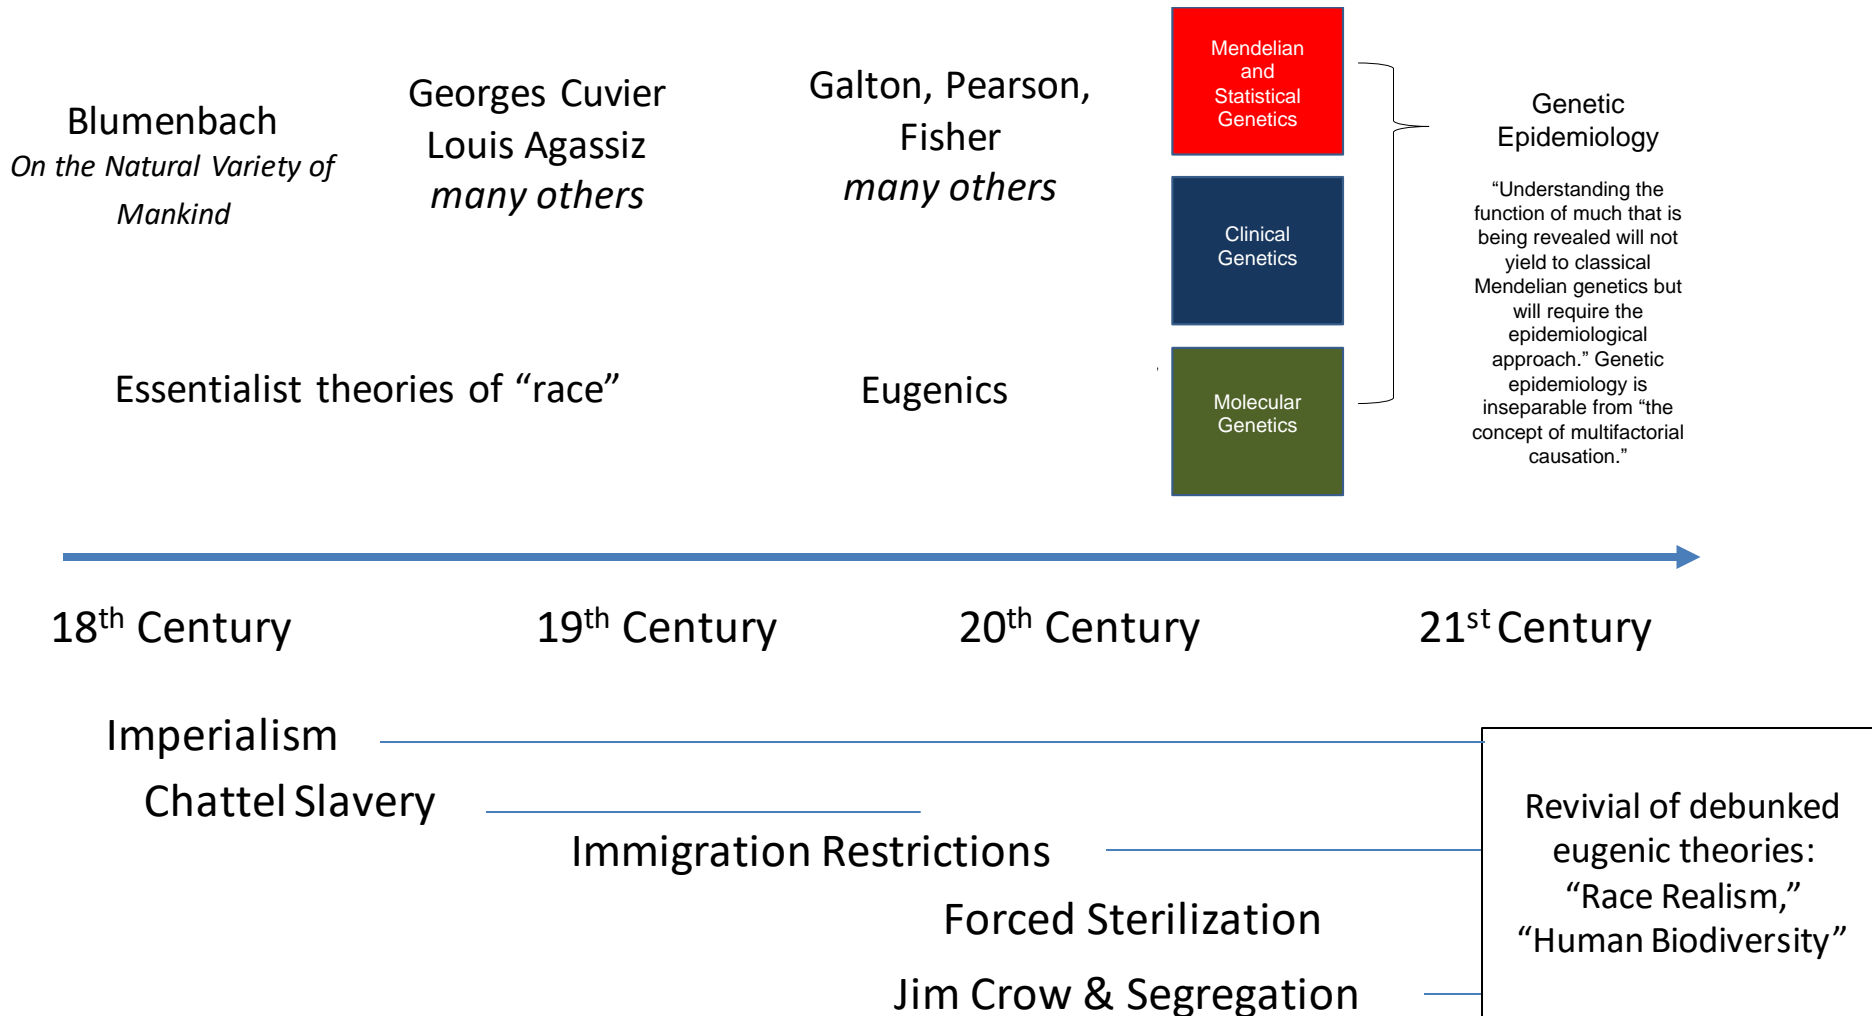 Blumenbach
On the Natural Variety of
Mankind
Georges Cuvier
Louis Agassiz
many others
Galton, Pearson,
Fisher
many others
Mendelian
and
Statistical
Genetics
Clinical
Genetics
Molecular
Genetics
Genetic
Epidemiology
“Understanding the
function of much that is
being revealed will not
yield to classical
Mendelian genetics but
will require the
epidemiological
approach.” Genetic
epidemiology is
inseparable from “the
concept of multifactorial
causation.”
Essentialist theories of “race”
Eugenics
18th Century
19th Century
20th Century
21st Century
Imperialism
Chattel Slavery
Immigration Restrictions
Forced Sterilization
Jim Crow & Segregation
Revivial of debunked
eugenic theories:
“Race Realism,”
“Human Biodiversity”